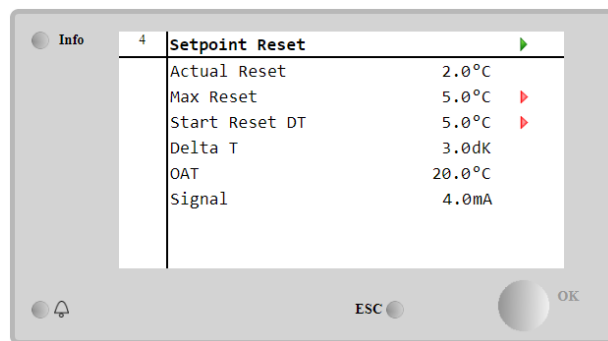 Info
4 Setpoint Reset
Actual Reset 2.0°C
Max Reset 5.0°C
Start Reset DT 5.0°C
Delta T 3.0dK
OAT 20.0°C
Signal 4.0mA
ESC OK